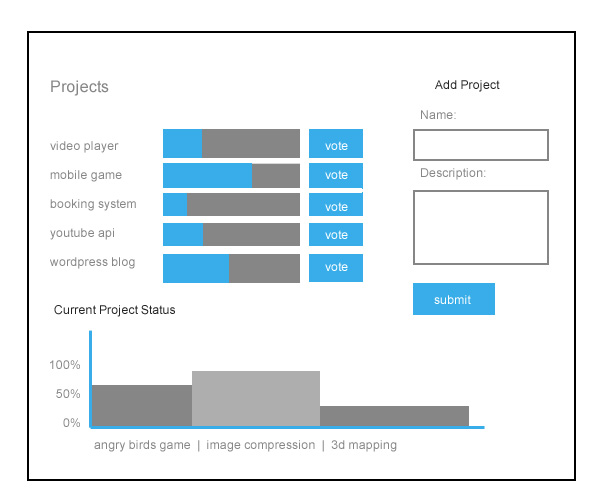 Projects
video player
vote
mobile game
vote
booking system
vote
youtube api
vote
wordpress blog
vote
Add Project
Name:
Description:
submit
Current Project Status
100%
50%
0%
angry birds game | image compression | 3d mapping